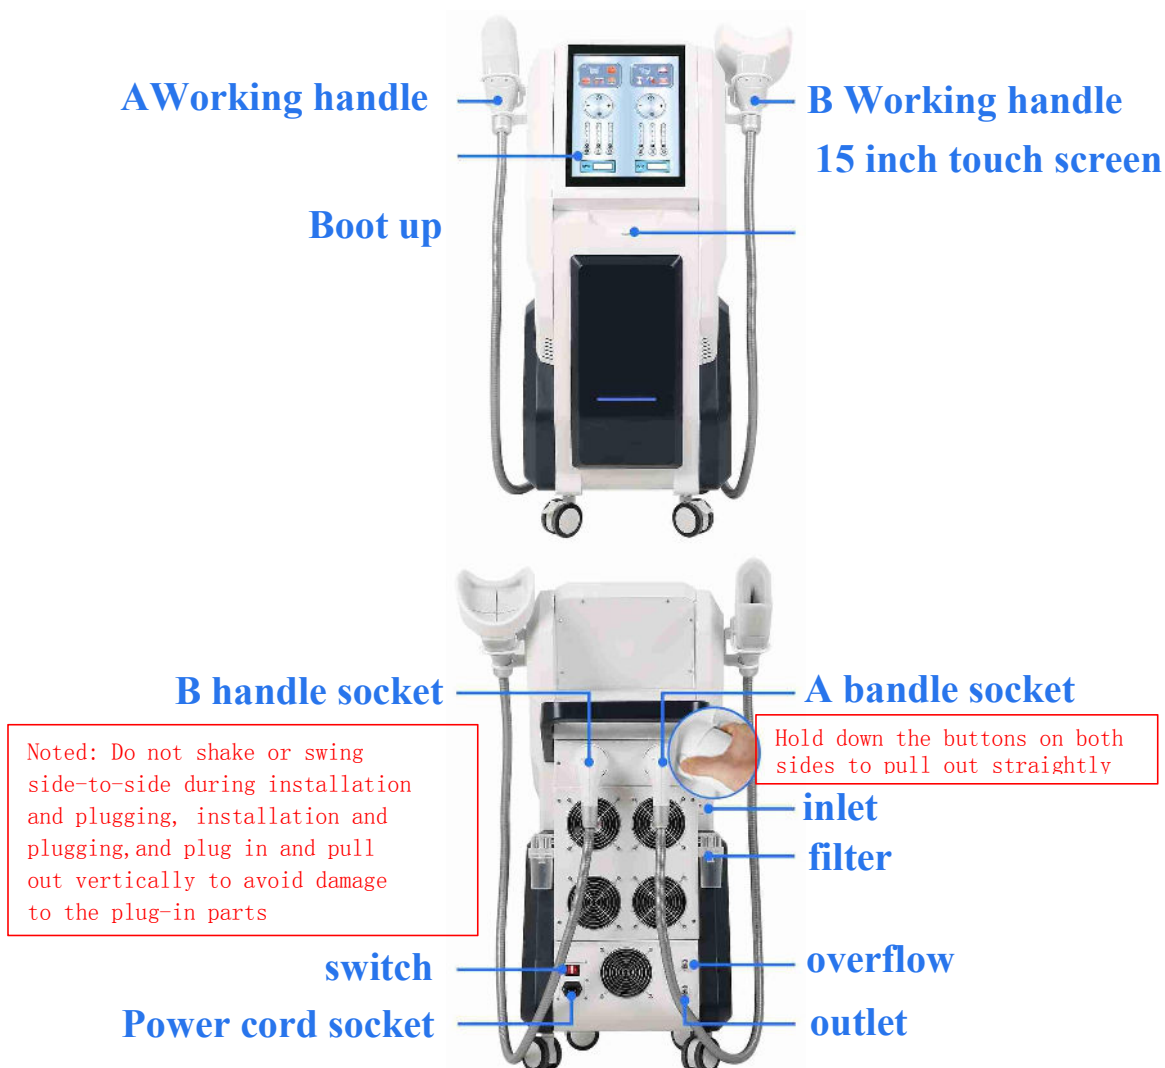 AWorking handle
B Working handle
15 inch touch screen
Boot up
B handle socket
A bandle socket
Noted: Do not shake or swing
side-to-side during installation
and plugging, installation and
plugging,and plug in and pull
out vertically to avoid damage
to the plug-in parts
Hold down the buttons on both
sides to pull out straightly
inlet
filter
switch
overflow
Power cord socket
outlet